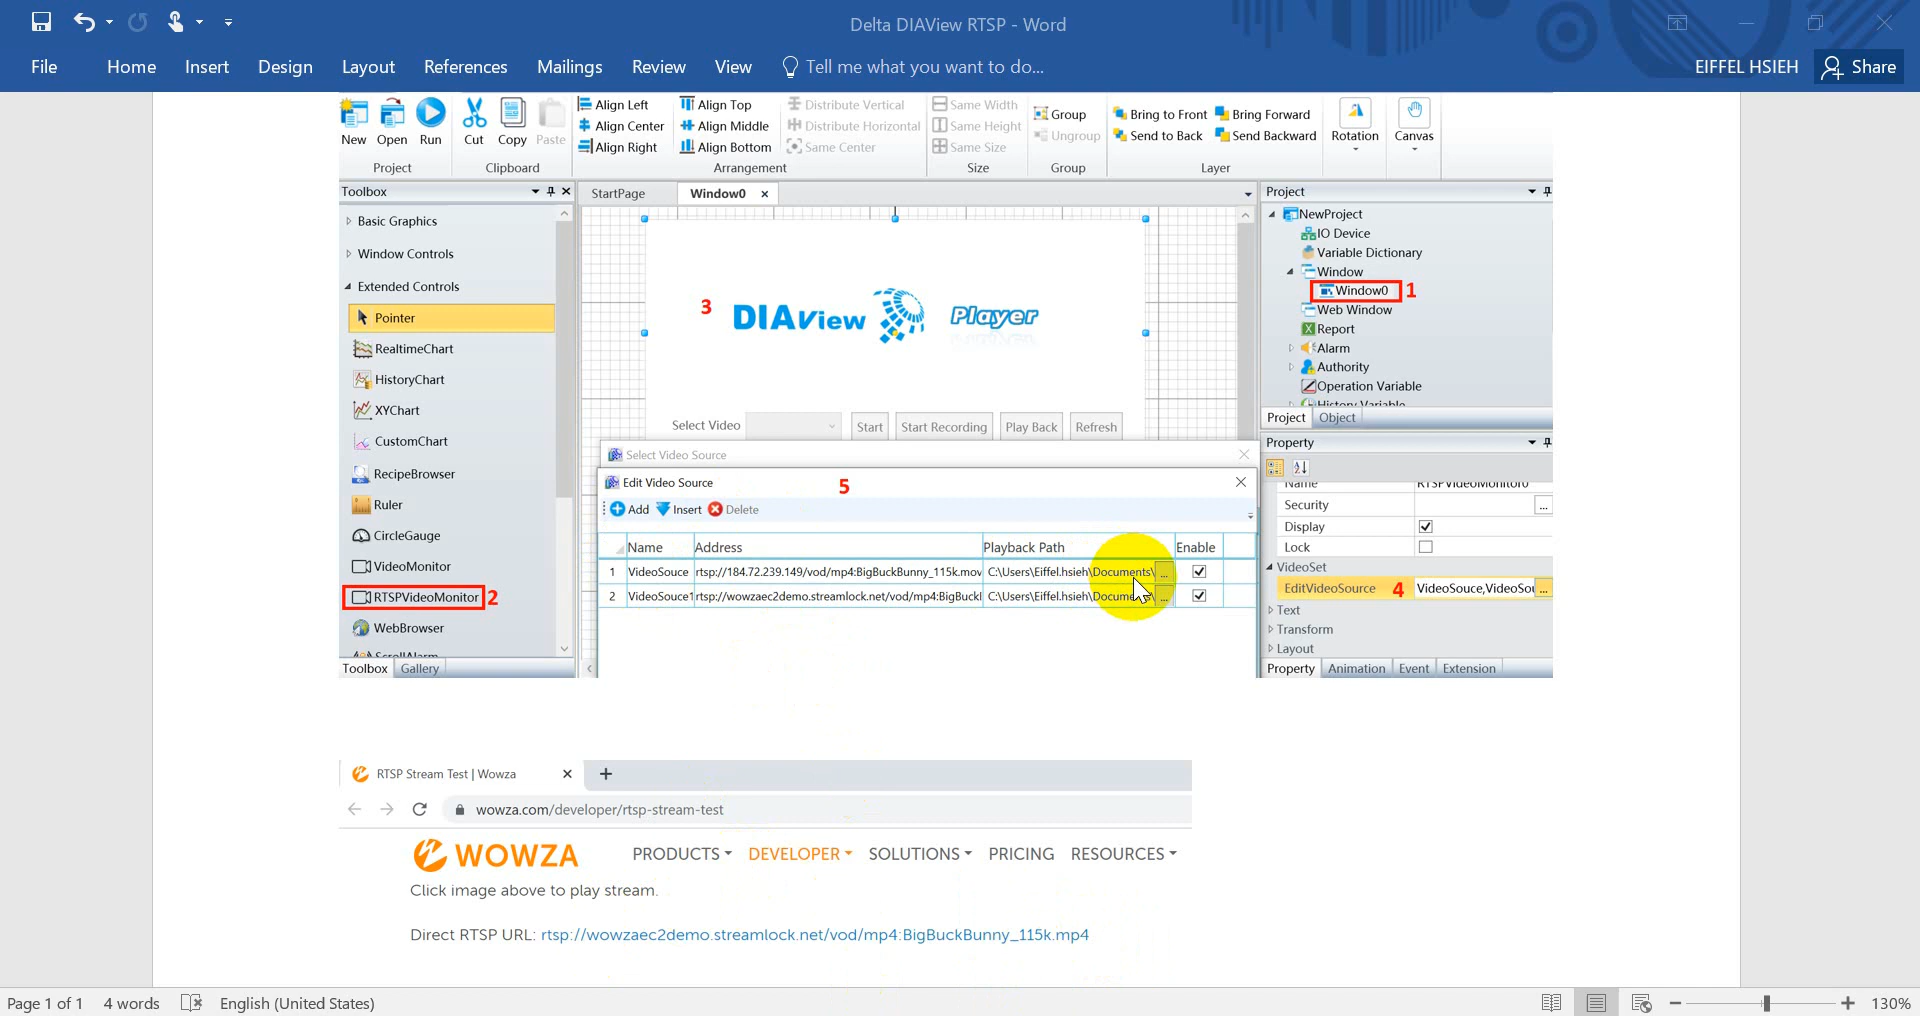 Delta DIAView RTSP - Word
File Home Insert Design Layout References Mailings Review View Tell me what you want to do... EIFFEL HSIEH Share
New Open Run Cut Copy Paste
Align Left Align Top Distribute Vertical Same Width
Align Center Align Middle Distribute Horizontal Same Height
Align Right Align Bottom Same Center Same Size
Group Bring to Front Bring Forward
Ungroup Send to Back Send Backward
Rotation Canvas
Project Clipboard Arrangement Size Group Layer
Toolbox
Basic Graphics
Window Controls
Extended Controls
Pointer
RealtimeChart
HistoryChart
XYChart
CustomChart
RecipeBrowser
Ruler
CircleGauge
VideoMonitor
RTSPVideoMonitor 2
WebBrowser
ScrollAlarm
Toolbox Gallery
StartPage Window0
3 DIAView Player
Select Video Start Start Recording Play Back Refresh
Select Video Source
Edit Video Source 5
Add Insert Delete
Name Address Playback Path Enable
1 VideoSouce rtsp://184.72.239.149/vod/mp4:BigBuckBunny_115k.mov C:\Users\Eiffel.hsieh\Documents\ ...
2 VideoSouce1 rtsp://wowzaec2demo.streamlock.net/vod/mp4:BigBuckl C:\Users\Eiffel.hsieh\ ...
Project
NewProject
IO Device
Variable Dictionary
Window
Window0 1
Web Window
Report
Alarm
Authority
Operation Variable
History Variable
Project Object
Property
Name RTSPVideoMonitor0
Security ...
Display
Lock
VideoSet
EditVideoSource 4 VideoSouce,VideoSou ...
Text
Transform
Layout
Property Animation Event Extension
RTSP Stream Test | Wowza
wowza.com/developer/rtsp-stream-test
WOWZA PRODUCTS DEVELOPER SOLUTIONS PRICING RESOURCES
Click image above to play stream.
Direct RTSP URL: rtsp://wowzaec2demo.streamlock.net/vod/mp4:BigBuckBunny_115k.mp4
Page 1 of 1 4 words English (United States) 130%